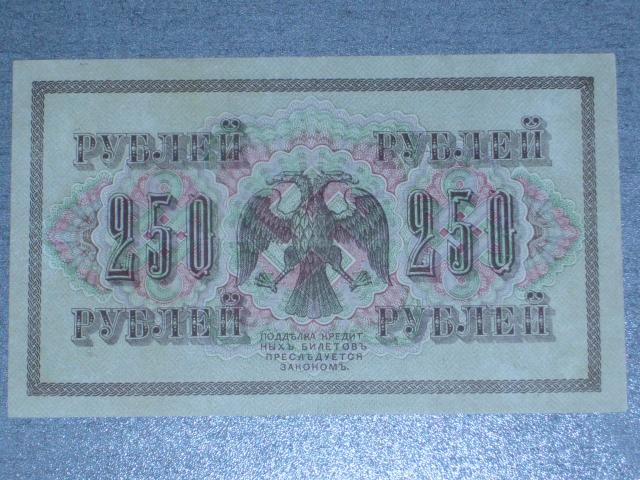 РУБЛЕЙ РУБЛЕЙ
250 250
РУБЛЕЙ РУБЛЕЙ
ПОДДѢЛКА КРЕДИТ-
НЫХЪ БИЛЕТОВЪ
ПРЕСЛѢДУЕТСЯ
ЗАКОНОМЪ.